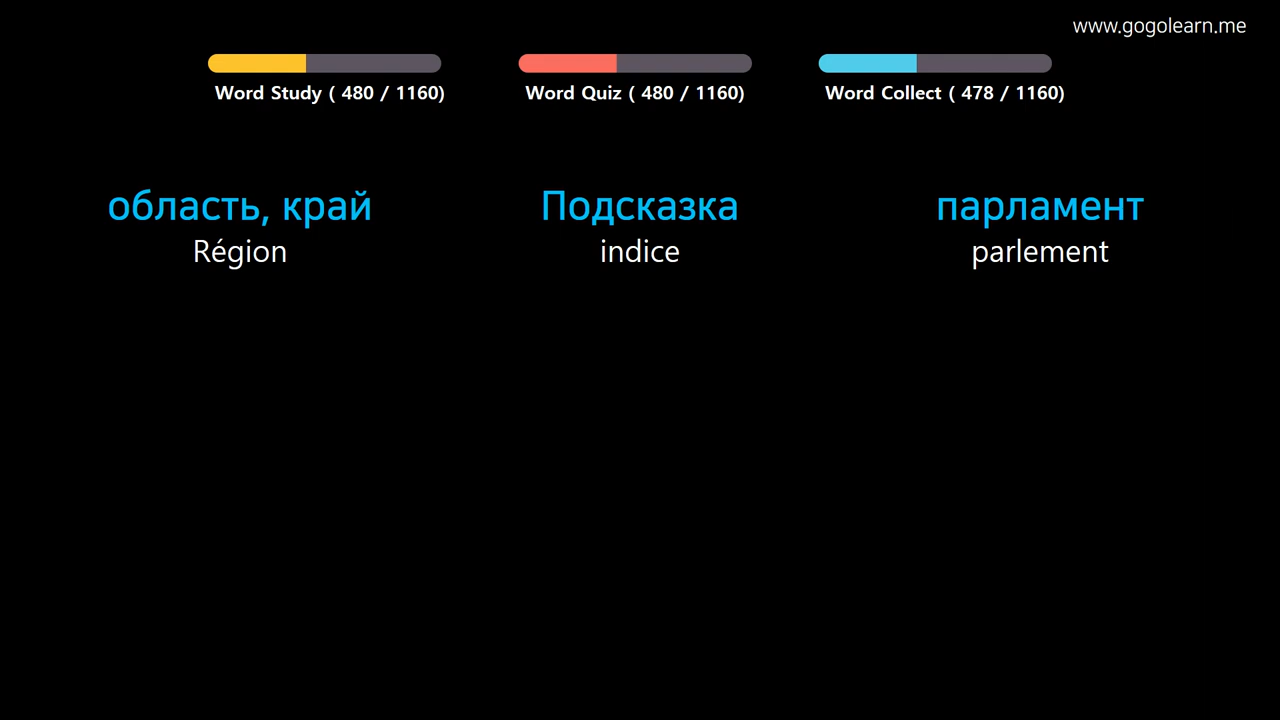 www.gogolearn.me
Word Study ( 480 / 1160)
Word Quiz ( 480 / 1160)
Word Collect ( 478 / 1160)
область, край
Région
Подсказка
indice
парламент
parlement